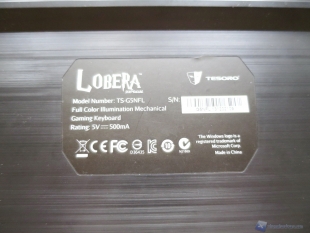 LOBERA
TESORO
Model Number: TS-G5NFL
S/N
Full Color Illumination Mechanical
Gaming Keyboard
Rating: 5V 500mA
The Windows logo is a
registered trademark of
Microsoft Corp.
Made in China.